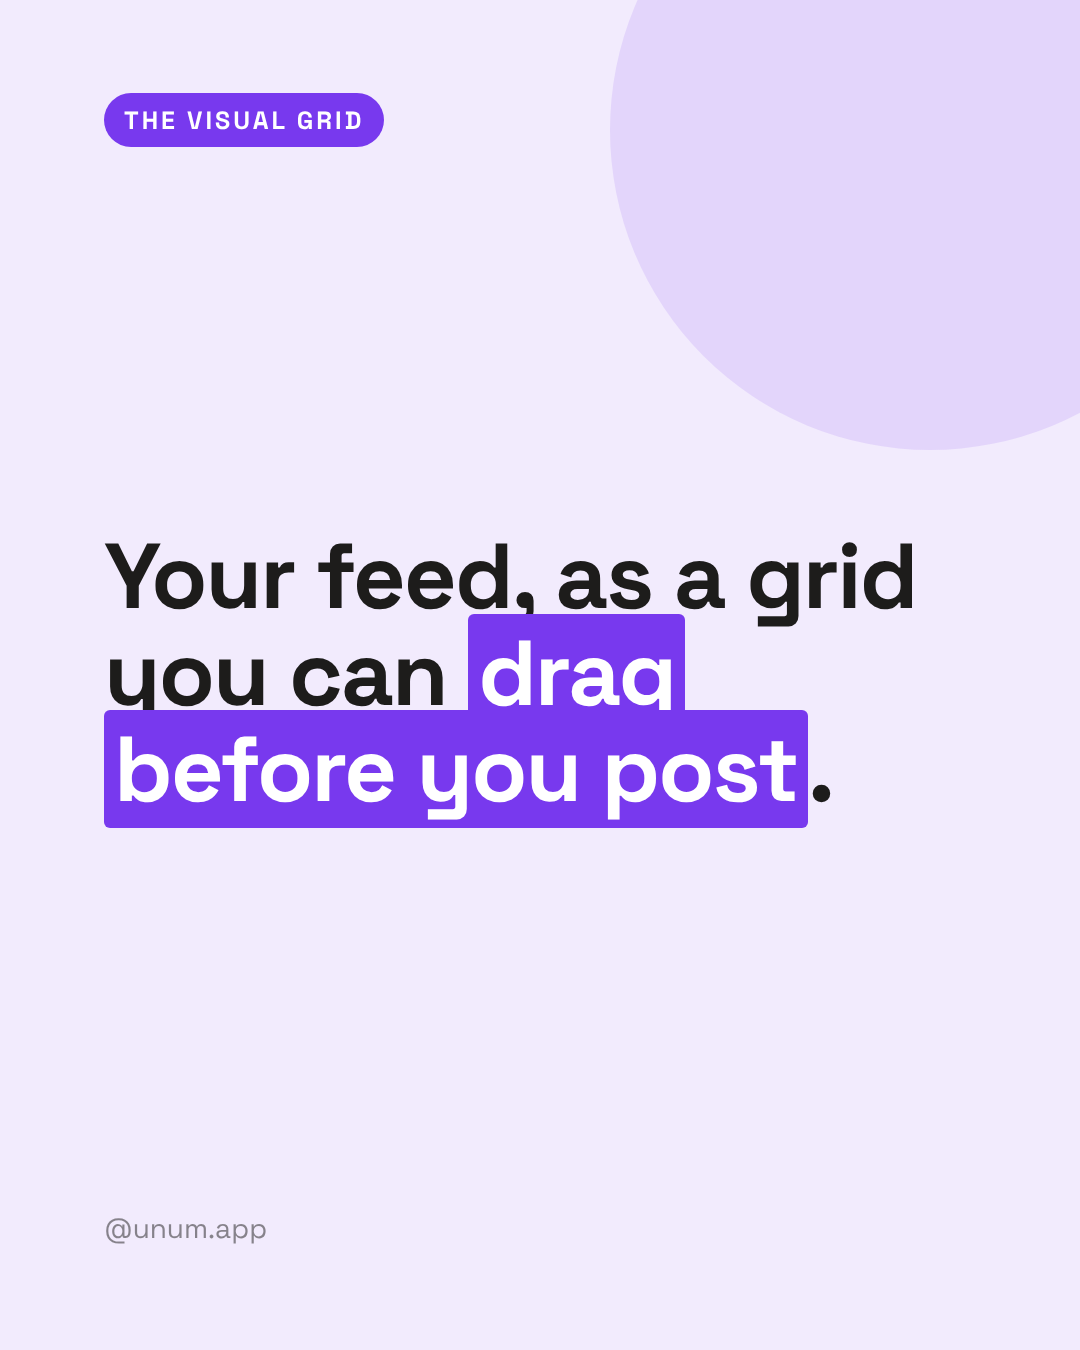 THE VISUAL GRID
Your feed, as a grid
you can drag
before you post.
@unum.app